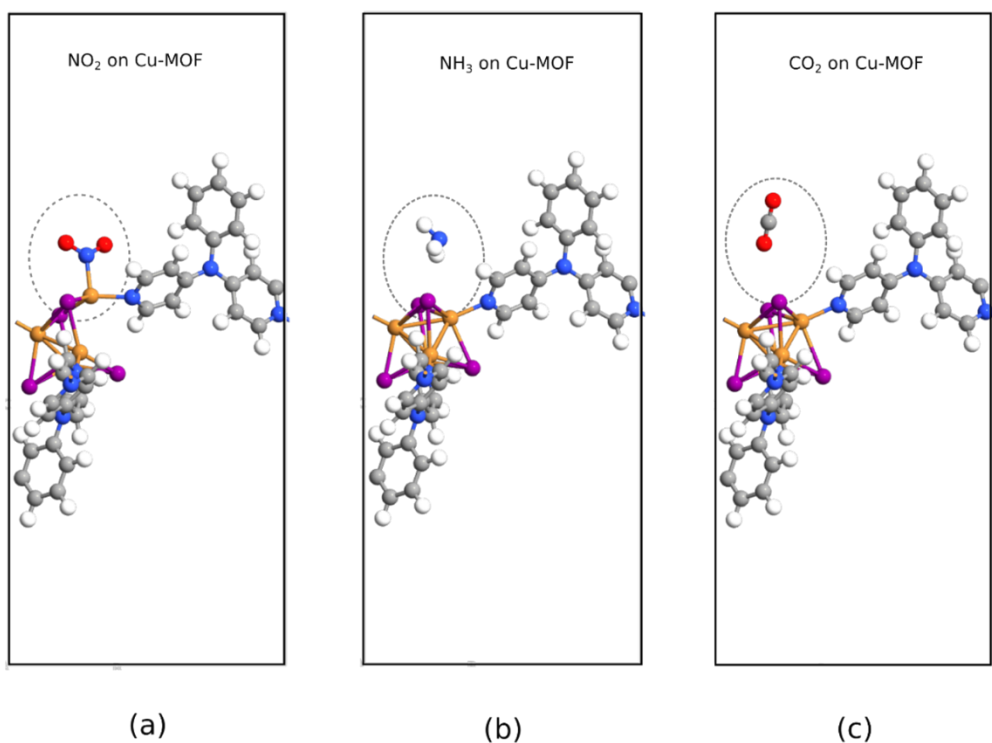 NO₂ on Cu-MOF
NH₃ on Cu-MOF
CO₂ on Cu-MOF
(a)
(b)
(c)